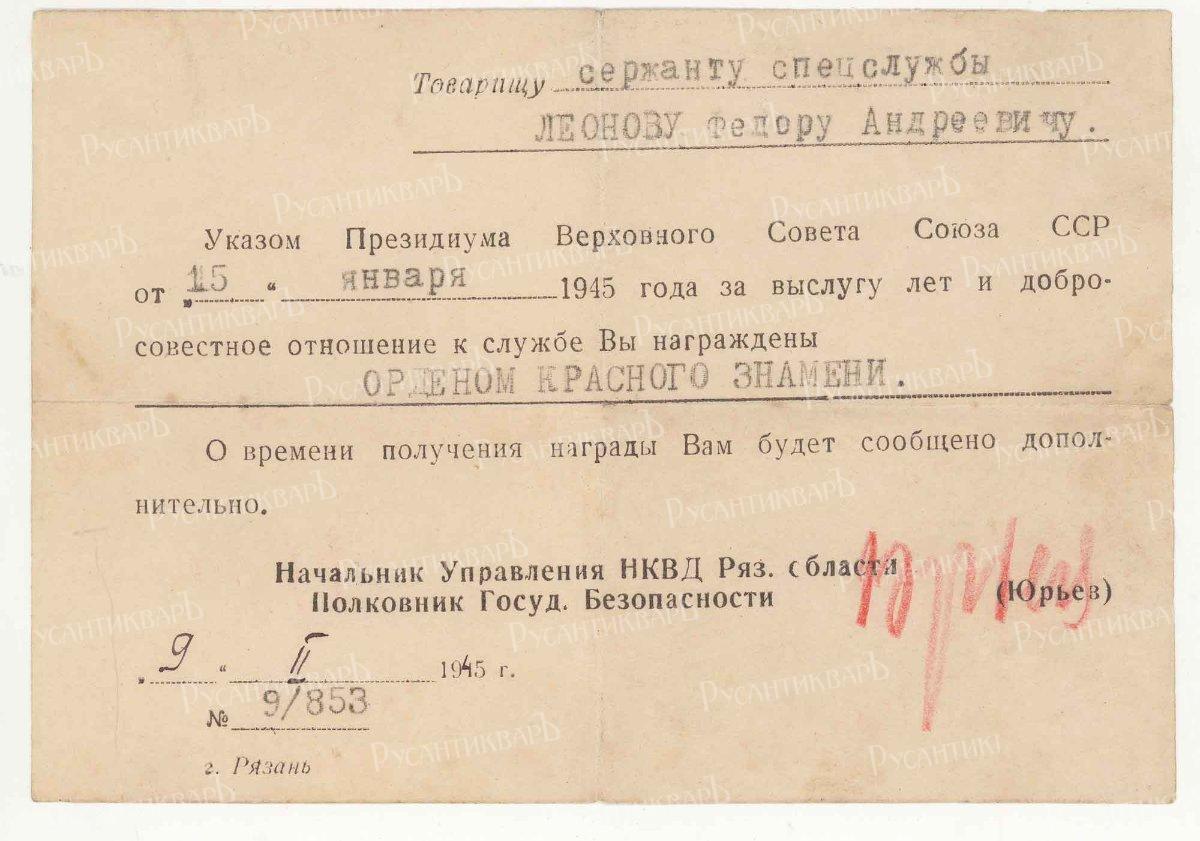 Товарищу сержанту спецслужбы
ЛЕОНОВУ Федору Андреевичу.
Указом Президиума Верховного Совета Союза ССР
от „15“ января 1945 года за выслугу лет и добро-
совестное отношение к службе Вы награждены
ОРДЕНОМ КРАСНОГО ЗНАМЕНИ.
О времени получения награды Вам будет сообщено допол-
нительно.
Начальник Управления НКВД Ряз. области
Полковник Госуд. Безопасности (Юрьев)
Юрьев
„9“ II 1945 г.
№ 9/853
г. Рязань
РусАнтикварЪ